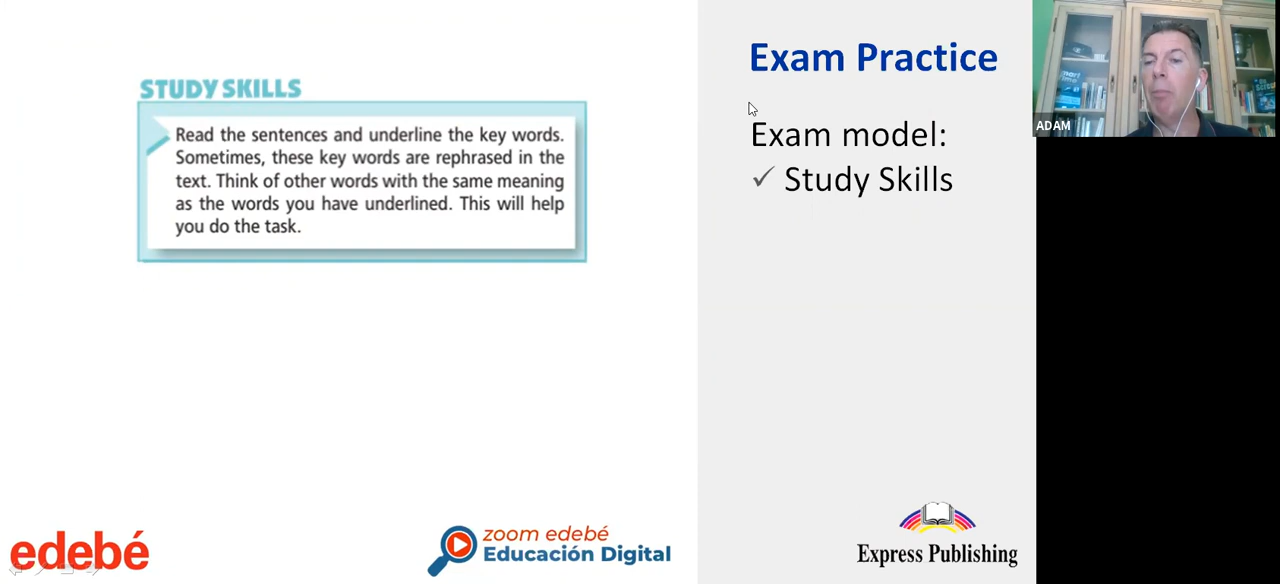 STUDY SKILLS
Read the sentences and underline the key words.
Sometimes, these key words are rephrased in the
text. Think of other words with the same meaning
as the words you have underlined. This will help
you do the task.
Exam Practice
Exam model:
✓ Study Skills
ADAM
edebé
zoom edebé
Educación Digital
Express Publishing